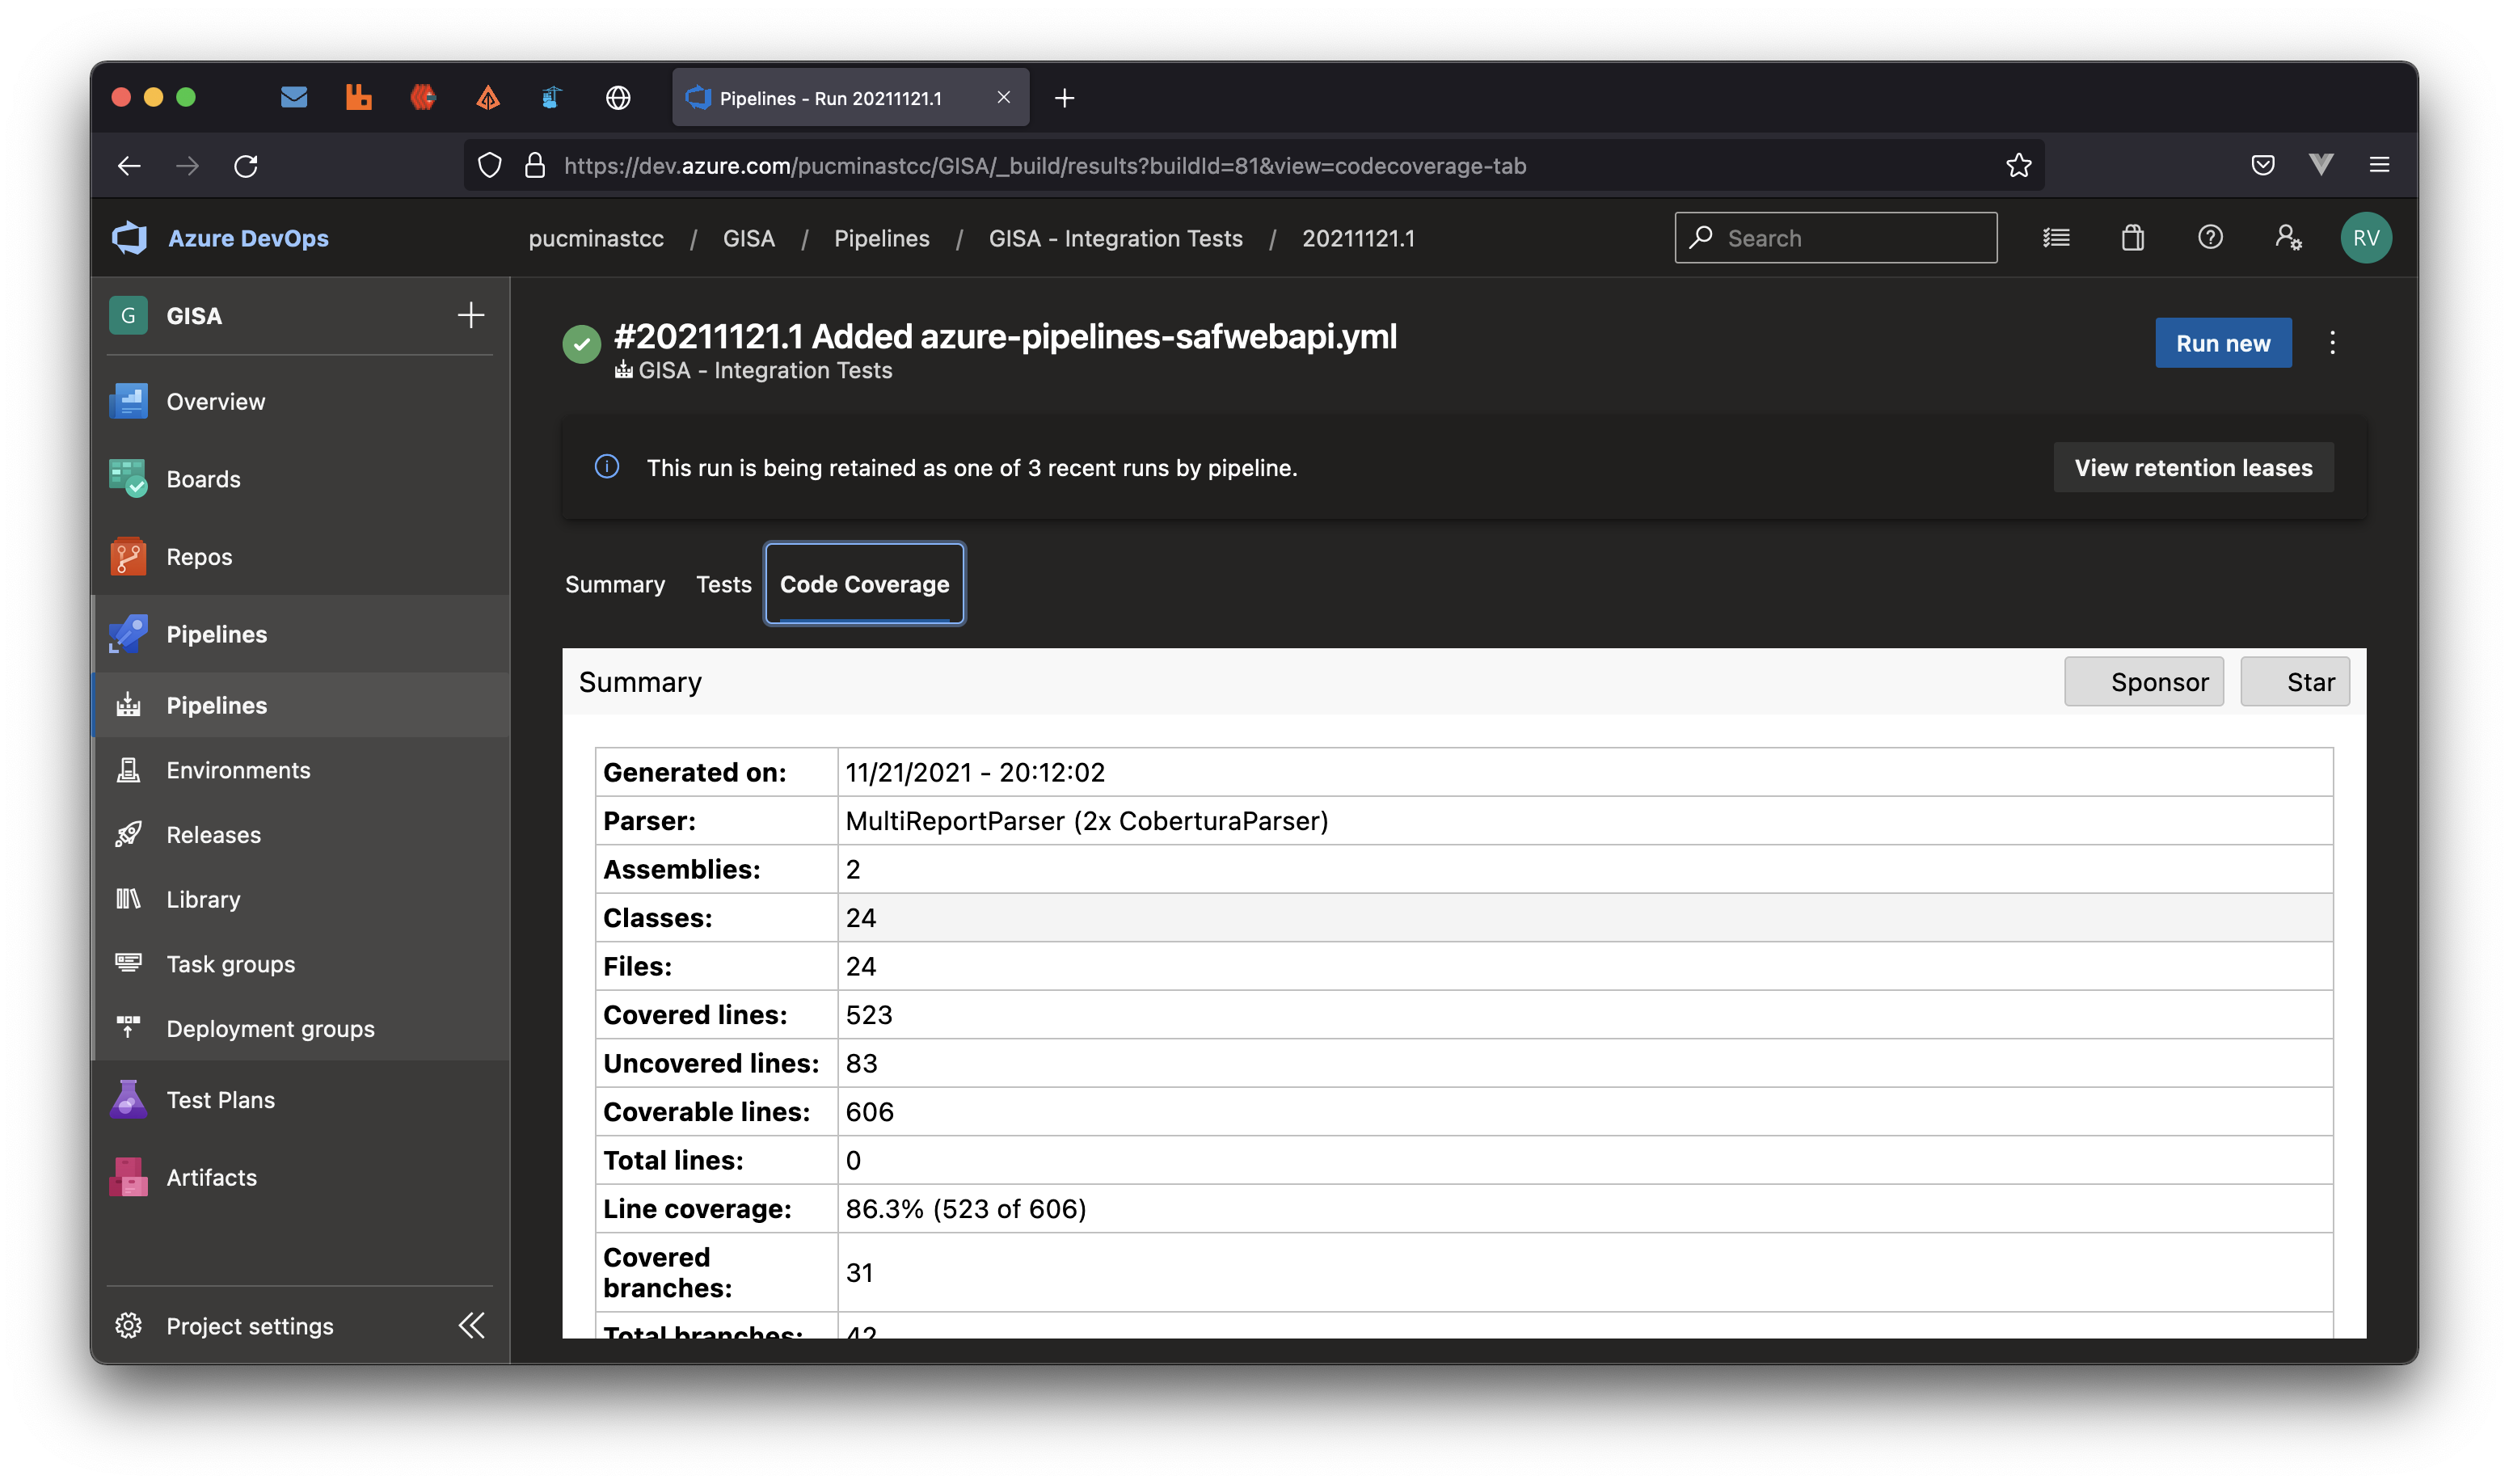 Pipelines - Run 20211121.1
https://dev.azure.com/pucminastcc/GISA/_build/results?buildId=81&view=codecoverage-tab
Azure DevOps
pucminastcc / GISA / Pipelines / GISA - Integration Tests / 20211121.1
Search
RV
G
GISA
Overview
Boards
Repos
Pipelines
Pipelines
Environments
Releases
Library
Task groups
Deployment groups
Test Plans
Artifacts
Project settings
#20211121.1 Added azure-pipelines-safwebapi.yml
GISA - Integration Tests
Run new
This run is being retained as one of 3 recent runs by pipeline.
View retention leases
Summary Tests Code Coverage
Summary
Sponsor
Star
Generated on: 11/21/2021 - 20:12:02
Parser: MultiReportParser (2x CoberturaParser)
Assemblies: 2
Classes: 24
Files: 24
Covered lines: 523
Uncovered lines: 83
Coverable lines: 606
Total lines: 0
Line coverage: 86.3% (523 of 606)
Covered branches: 31
Total branches: 42